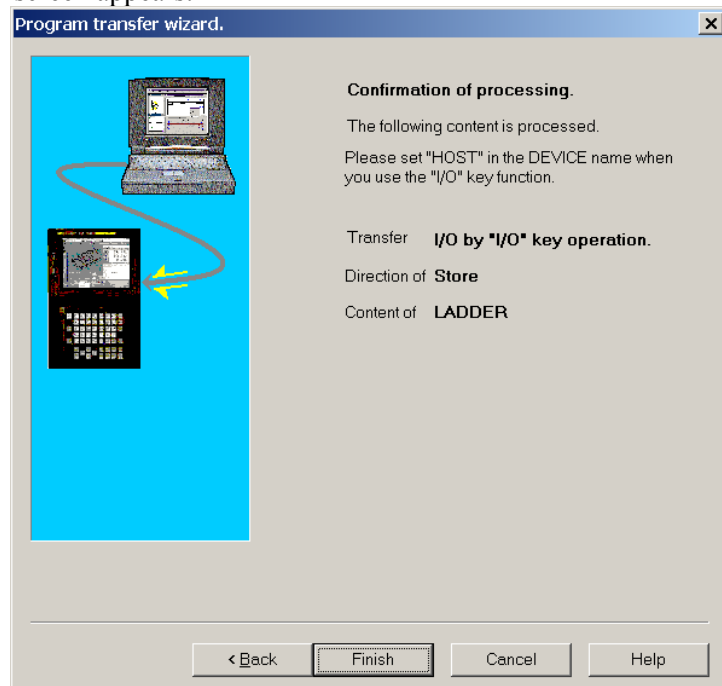 Program transfer wizard.
Confirmation of processing.
The following content is processed.
Please set "HOST" in the DEVICE name when
you use the "I/O" key function.
Transfer I/O by "I/O" key operation.
Direction of Store
Content of LADDER
< Back Finish Cancel Help